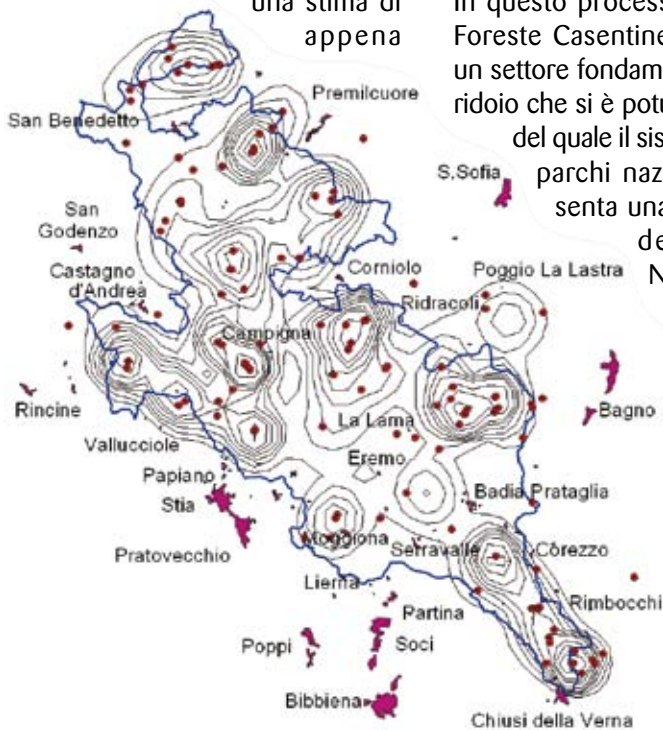 una stima di
appena
In questo process
Foreste Casentine
un settore fondam
ridoio che si è potu
del quale il sis
parchi naz
senta una
de
N
Premilcuore
San Benedetto
S.Sofia
San
Godenzo
Castagno
d'Andrea
Corniolo
Poggio La Lastra
Ridracoli
Campigna
Rincine
La Lama
Bagno
Vallucciole
Eremo
Papiano
Stia
Badia Prataglia
Pratovecchio
Moggiona
Serravalle
Córezzo
Lierna
Rimbocchi
Partina
Poppi
Soci
Bibbiena
Chiusi della Verna